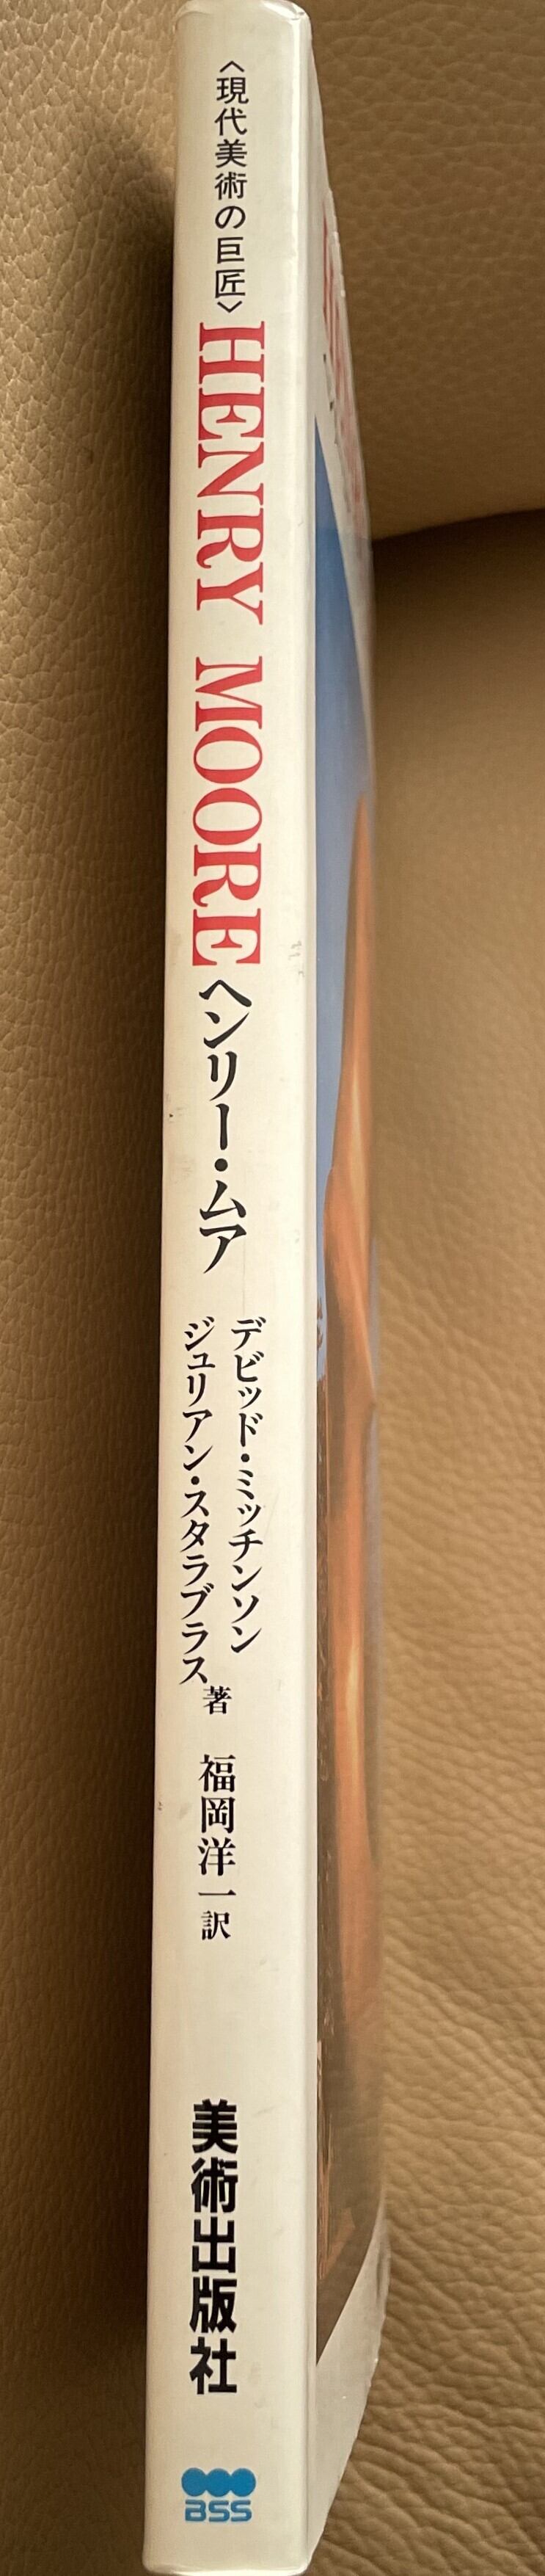 〈現代美術の巨匠〉
HENRY MOORE
ヘンリー・ムア
デビッド・ミッチンソン
ジュリアン・スタラブラス
著
福岡洋一訳
美術出版社
BSS